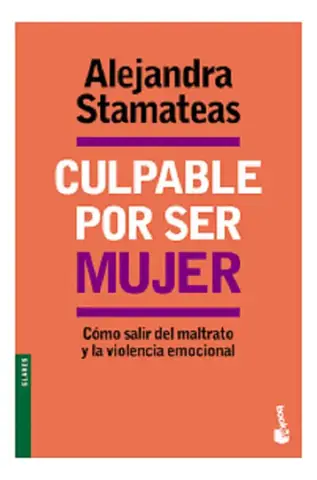 Alejandra
Stamateas
CULPABLE
POR SER
MUJER
Cómo salir del maltrato
y la violencia emocional
CLAVES
booket